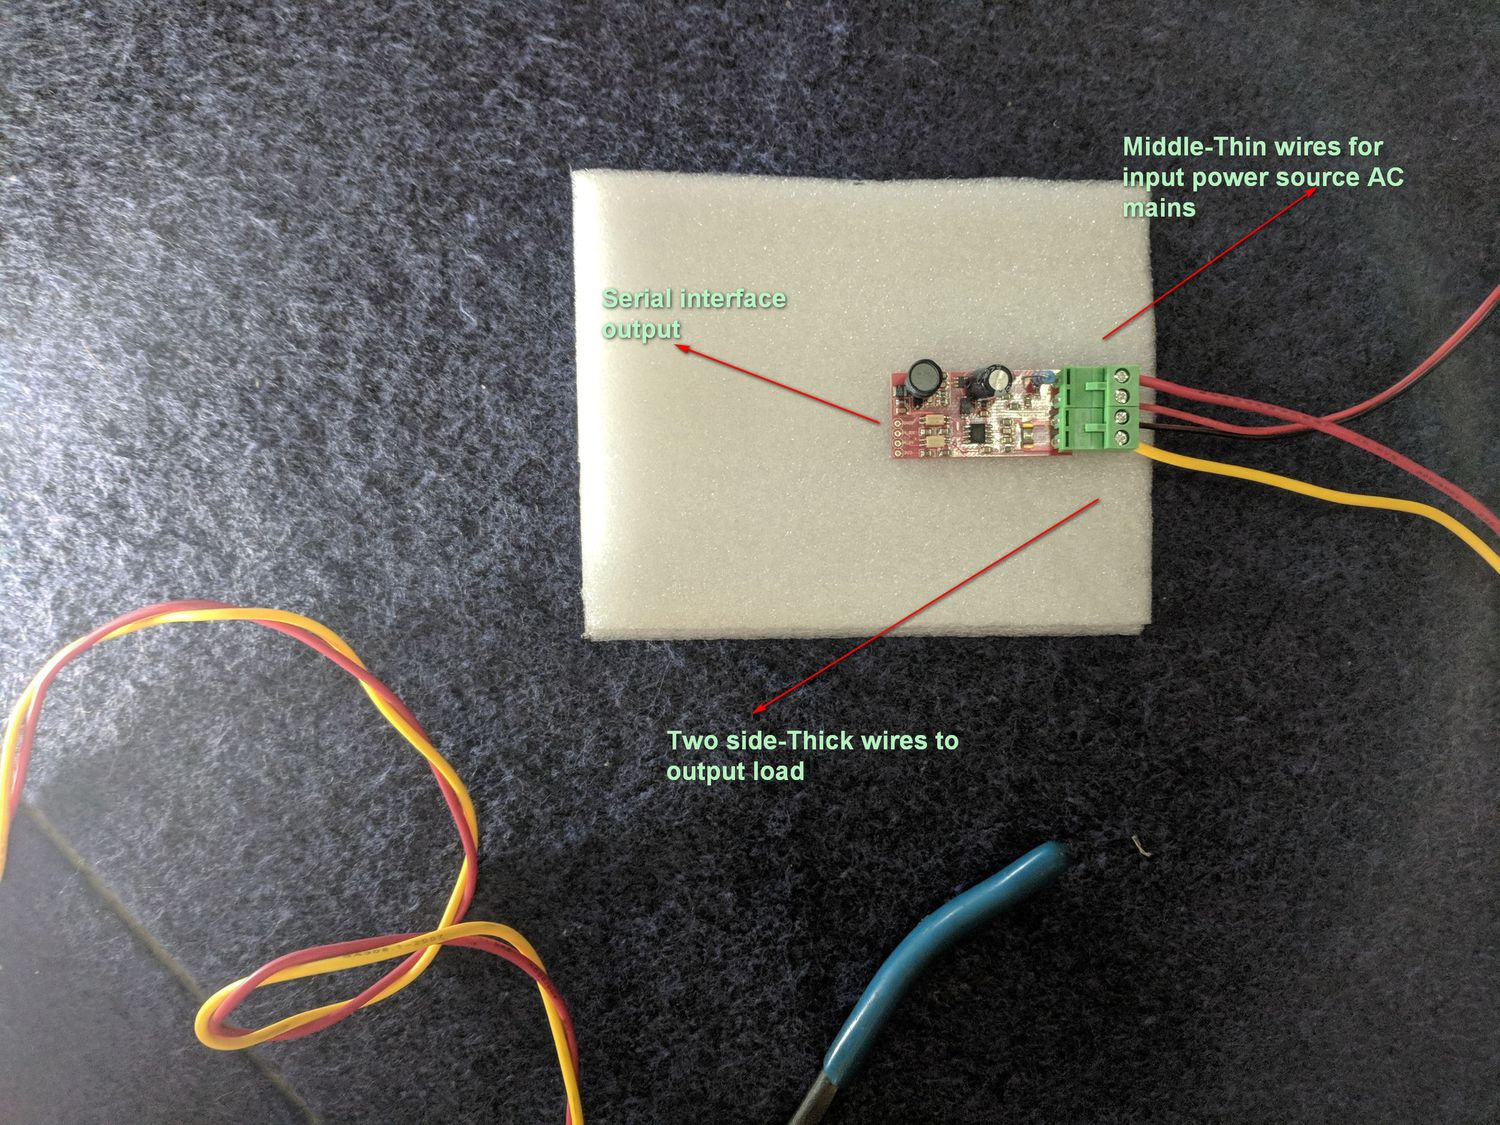 Middle-Thin wires for
input power source AC
mains
Serial interface
output
Two side-Thick wires to
output load